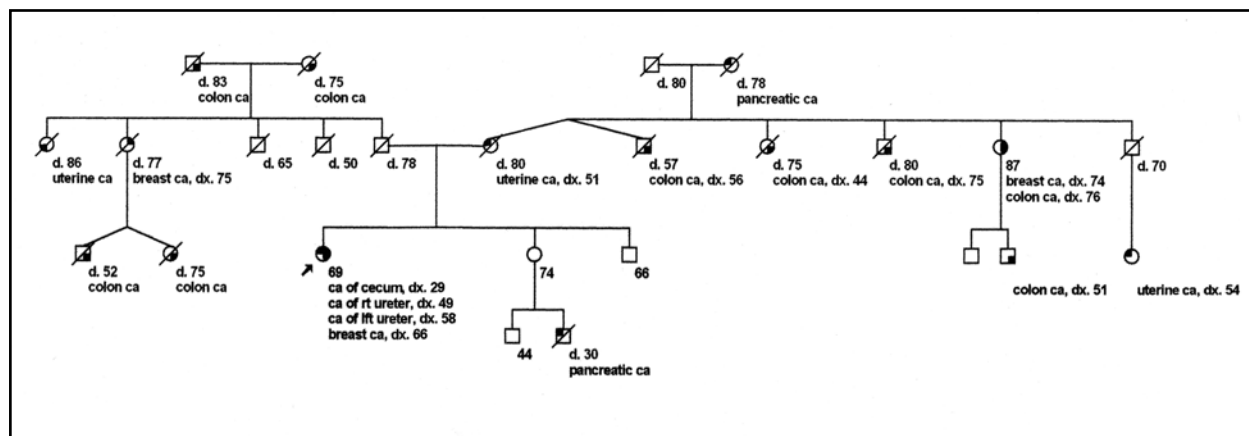 d. 83
colon ca
d. 75
colon ca
d. 80
d. 78
pancreatic ca
d. 86
uterine ca
d. 77
breast ca, dx. 75
d. 65
d. 50
d. 78
d. 80
uterine ca, dx. 51
d. 57
colon ca, dx. 56
d. 75
colon ca, dx. 44
d. 80
colon ca, dx. 75
87
breast ca, dx. 74
colon ca, dx. 76
d. 70
d. 52
colon ca
d. 75
colon ca
69
ca of cecum, dx. 29
ca of rt ureter, dx. 49
ca of lft ureter, dx. 58
breast ca, dx. 66
74
66
colon ca, dx. 51
uterine ca, dx. 54
44
d. 30
pancreatic ca